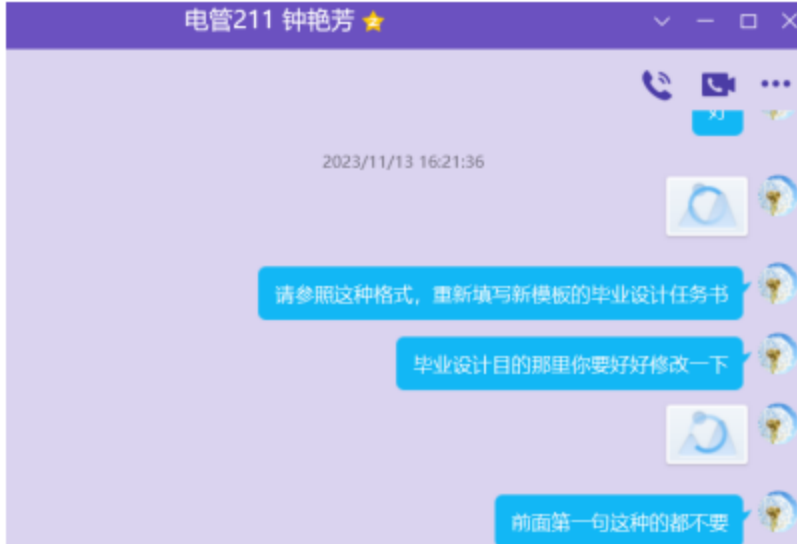 电管211 钟艳芳
好
2023/11/13 16:21:36
请参照这种格式，重新填写新模板的毕业设计任务书
毕业设计目的那里你要好好修改一下
前面第一句这种的都不要